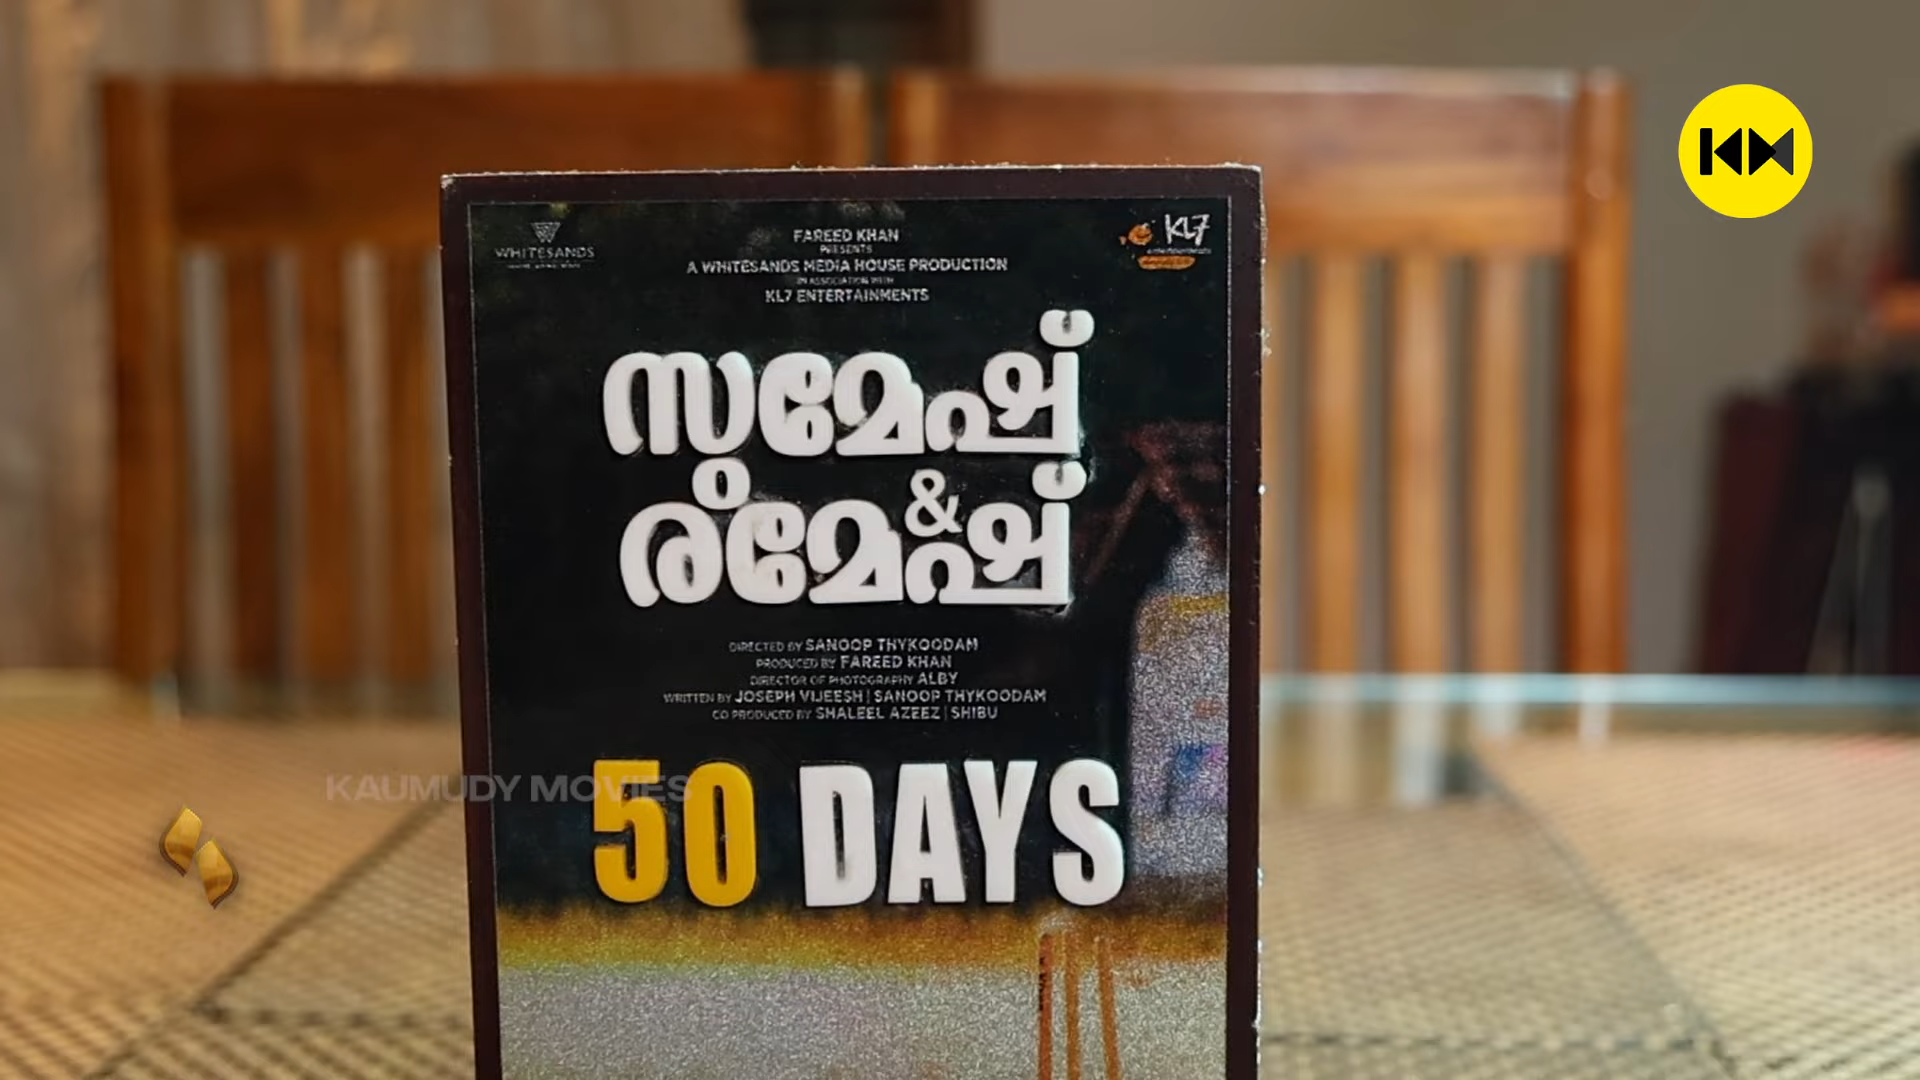 WHITESANDS
FAREED KHAN
PRESENTS
A WHITESANDS MEDIA HOUSE PRODUCTION
IN ASSOCIATION WITH
KL7 ENTERTAINMENTS
KL7
സുമേഷ്
&
രമേഷ്
DIRECTED BY SANOOP THYKOODAM
PRODUCED BY FAREED KHAN
DIRECTOR OF PHOTOGRAPHY ALBY
WRITTEN BY JOSEPH VIJEESH | SANOOP THYKOODAM
CO PRODUCED BY SHALEEL AZEEZ | SHIBU
KAUMUDY MOVIES
50 DAYS